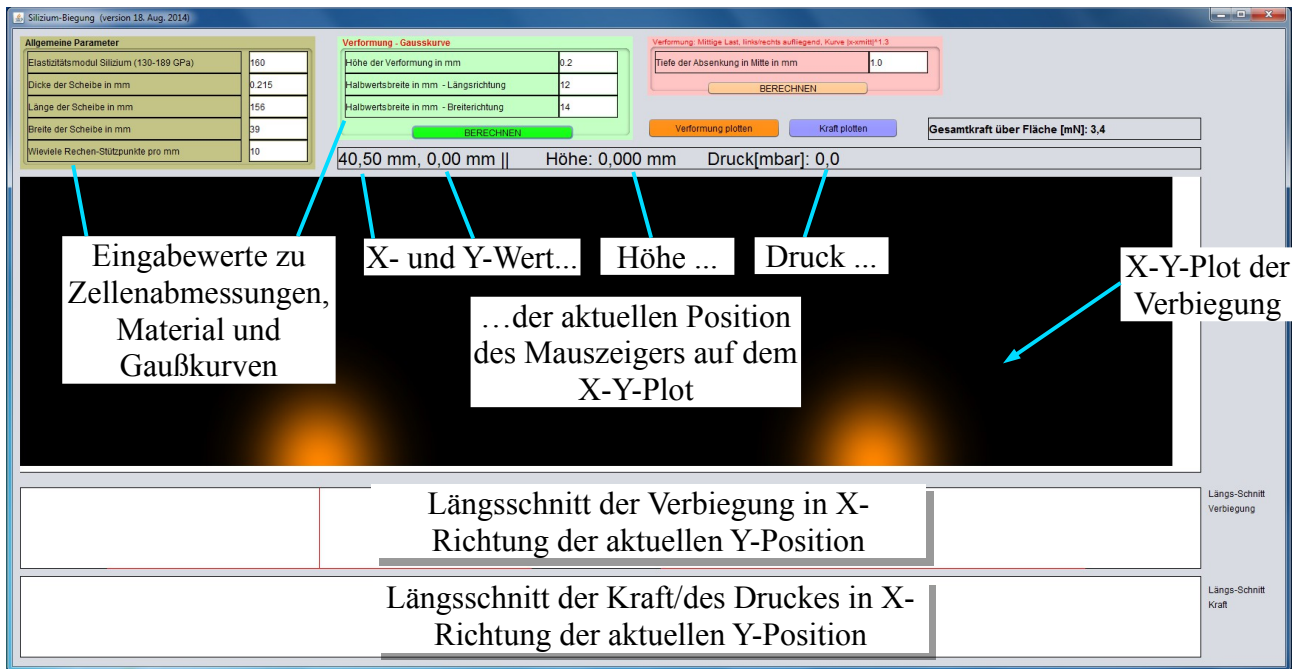 Silizium-Biegung (version 18. Aug. 2014)
Allgemeine Parameter
Elastizitätsmodul Silizium (130-189 GPa) 160
Dicke der Scheibe in mm 0.215
Länge der Scheibe in mm 156
Breite der Scheibe in mm 39
Wieviele Rechen-Stützpunkte pro mm 10
Verformung - Gausskurve
Höhe der Verformung in mm 0.2
Halbwertsbreite in mm - Längsrichtung 12
Halbwertsbreite in mm - Breiterichtung 14
BERECHNEN
Verformung: Mittige Last, links/rechts aufliegend, Kurve |x-xmitt|^1.3
Tiefe der Absenkung in Mitte in mm 1.0
BERECHNEN
Verformung plotten
Kraft plotten
Gesamtkraft über Fläche [mN]: 3,4
40,50 mm, 0,00 mm || Höhe: 0,000 mm Druck[mbar]: 0,0
Eingabewerte zu
Zellenabmessungen,
Material und
Gaußkurven
X- und Y-Wert...
Höhe ...
Druck ...
…der aktuellen Position
des Mauszeigers auf dem
X-Y-Plot
X-Y-Plot der
Verbiegung
Längsschnitt der Verbiegung in X-
Richtung der aktuellen Y-Position
Längs-Schnitt
Verbiegung
Längsschnitt der Kraft/des Druckes in X-
Richtung der aktuellen Y-Position
Längs-Schnitt
Kraft